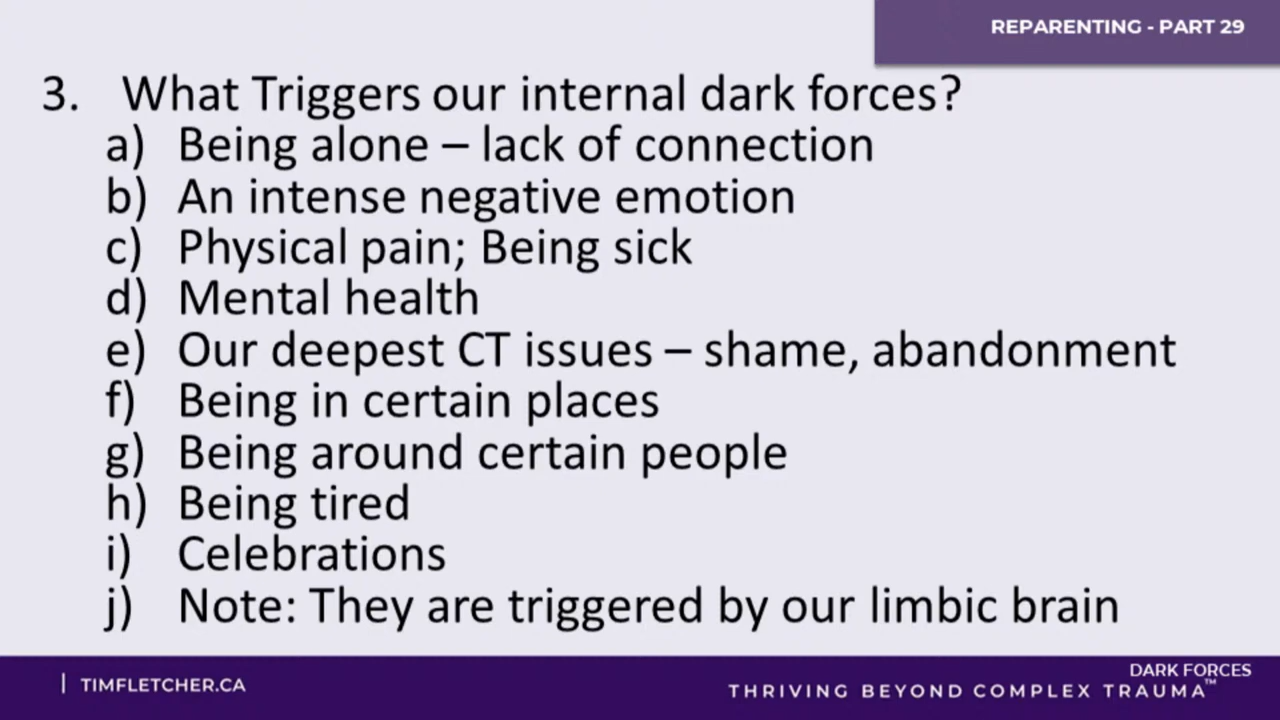 REPARENTING - PART 29
3. What Triggers our internal dark forces?
a) Being alone – lack of connection
b) An intense negative emotion
c) Physical pain; Being sick
d) Mental health
e) Our deepest CT issues – shame, abandonment
f) Being in certain places
g) Being around certain people
h) Being tired
i) Celebrations
j) Note: They are triggered by our limbic brain
| TIMFLETCHER.CA
DARK FORCES
THRIVING BEYOND COMPLEX TRAUMA™